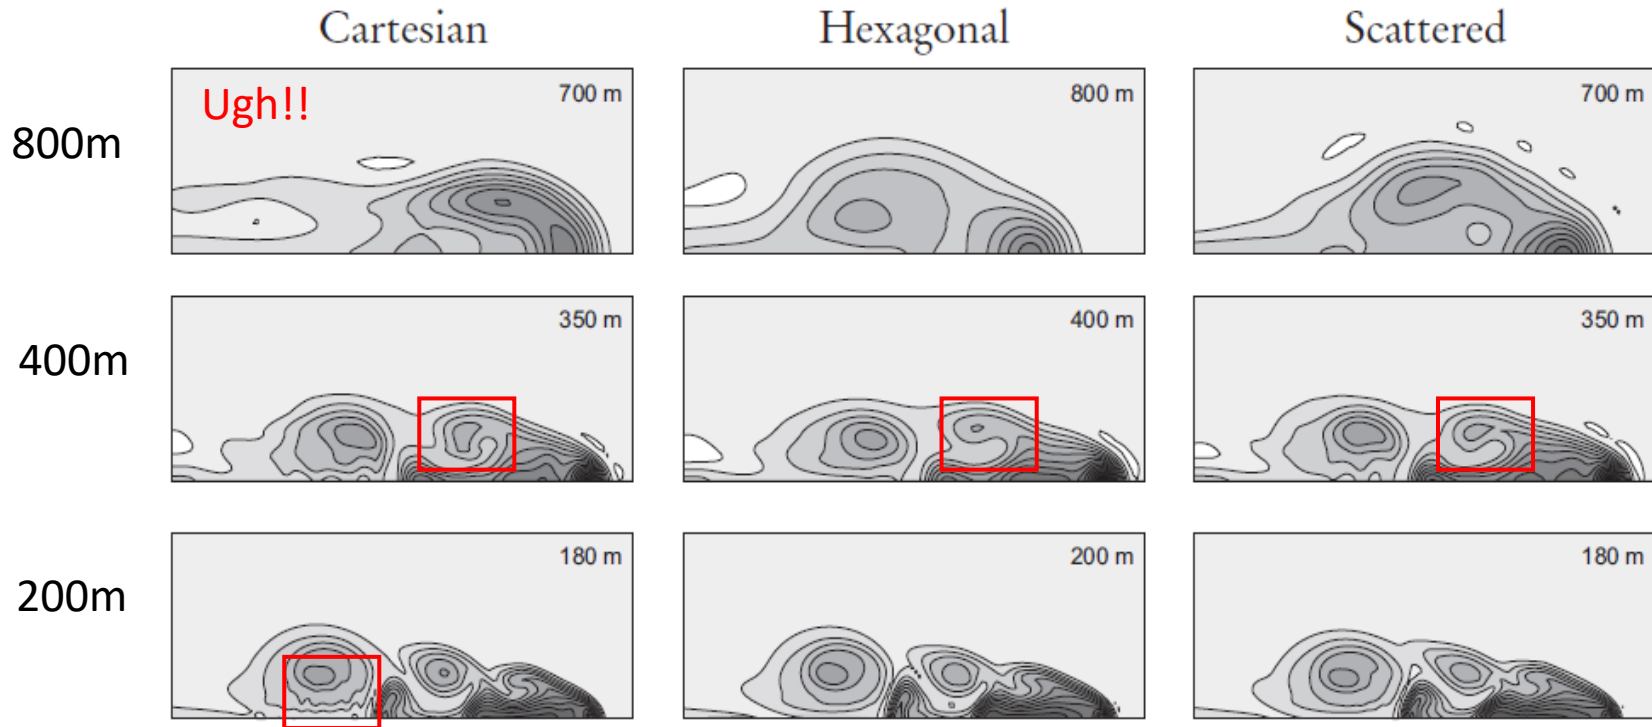 Cartesian Hexagonal Scattered
800m Ugh!! 700 m 800 m 700 m
400m 350 m 400 m 350 m
200m 180 m 200 m 180 m